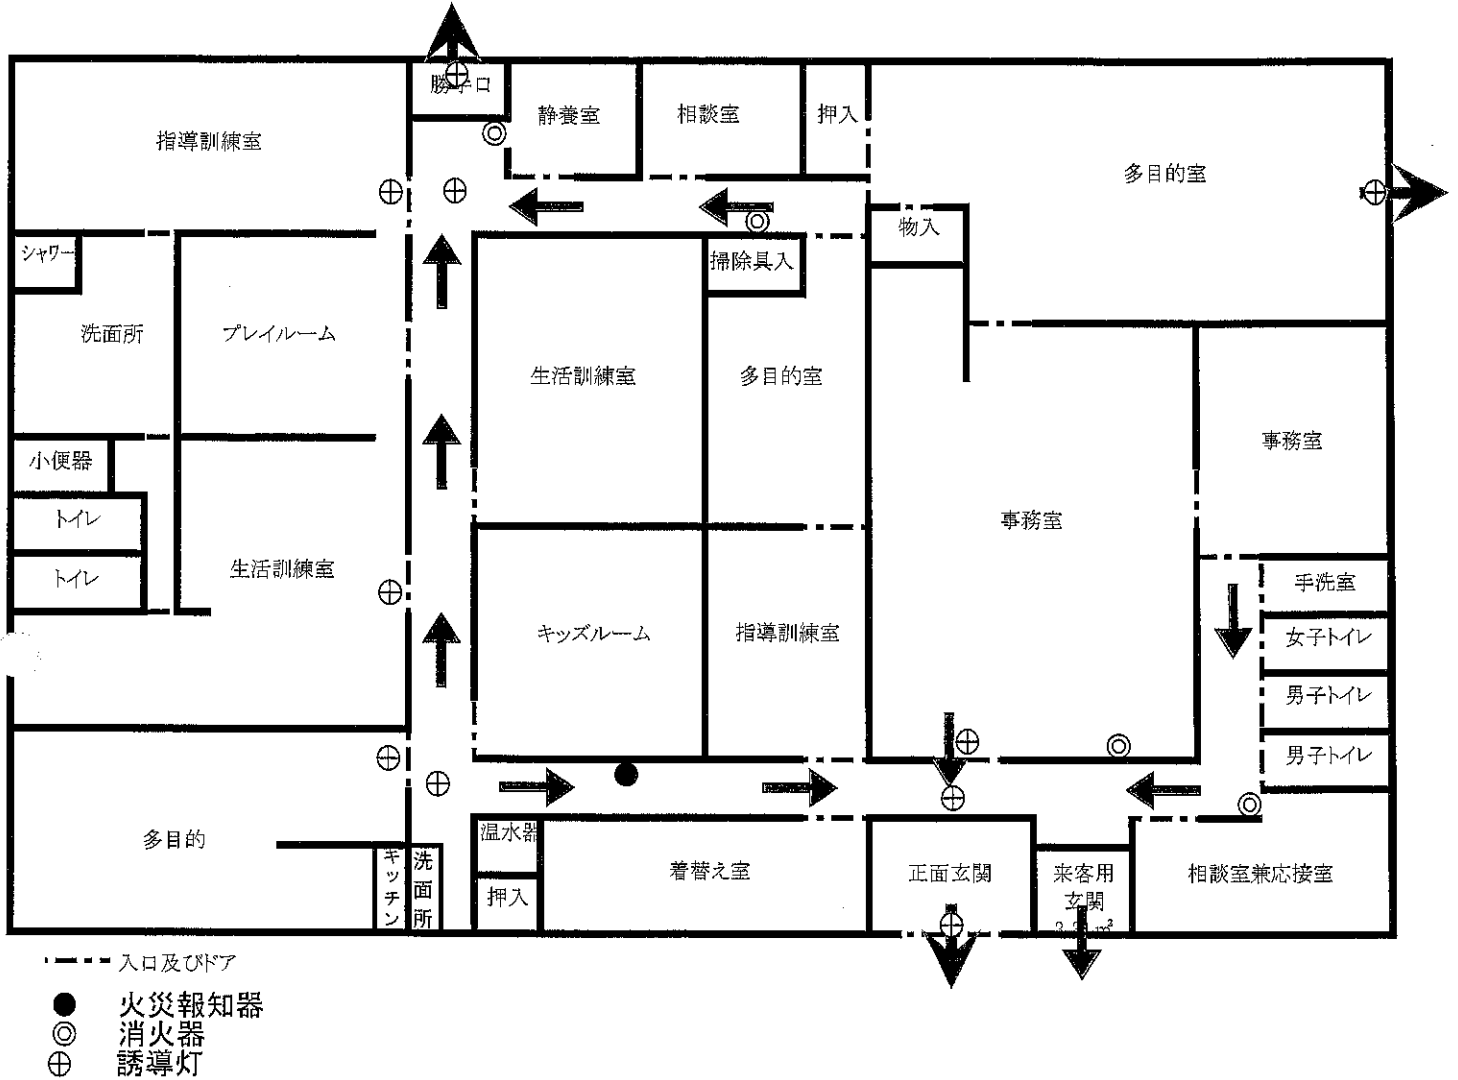 勝手口
静養室
相談室
押入
指導訓練室
多目的室
物入
シャワー
掃除具入
洗面所
プレイルーム
生活訓練室
多目的室
事務室
小便器
トイレ
事務室
トイレ
生活訓練室
手洗室
キッズルーム
指導訓練室
女子トイレ
男子トイレ
男子トイレ
多目的
キッチン
洗面所
温水器
押入
着替え室
正面玄関
来客用
玄関
相談室兼応接室
入口及びドア
火災報知器
消火器
誘導灯